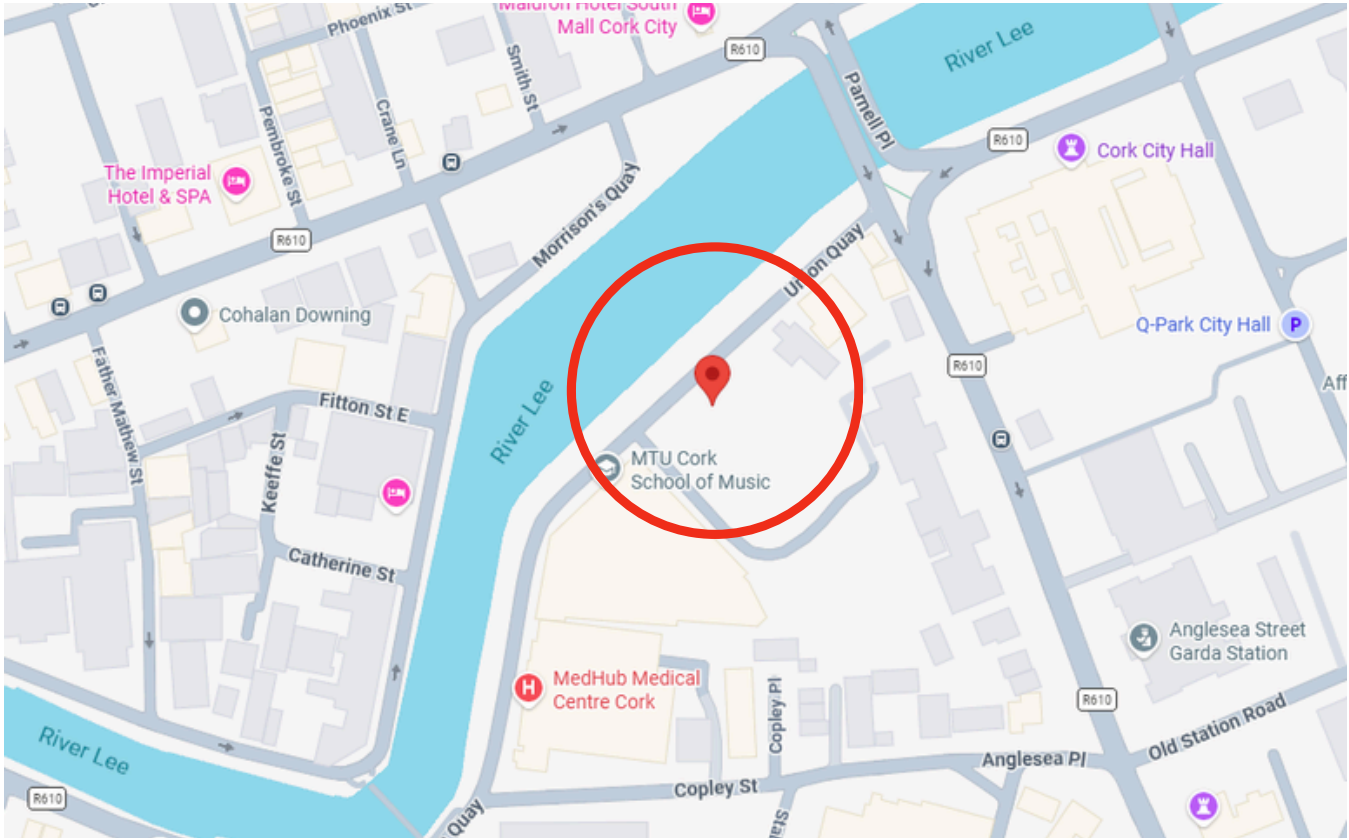 Phoenix St
Maldron Hotel South
Mall Cork City
R610
River Lee
Smith St
Parnell Pl
Crane Ln
Pembroke St
R610
Cork City Hall
The Imperial
Hotel & SPA
Morrison's Quay
R610
Union Quay
Cohalan Downing
Q-Park City Hall
P
R610
Father Mathew St
Aff
Fitton St E
River Lee
Keeffe St
MTU Cork
School of Music
Catherine St
Anglesea Street
Garda Station
H
MedHub Medical
Centre Cork
Copley Pl
R610
River Lee
Old Station Road
Anglesea Pl
Copley St
R610
Quay
Sta